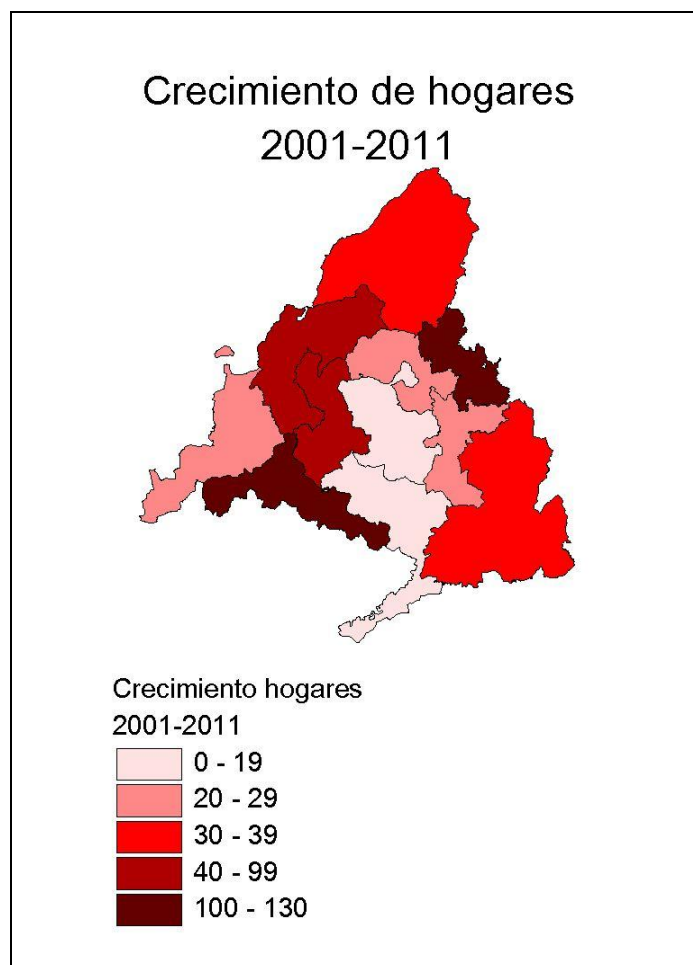 Crecimiento de hogares
2001-2011
Crecimiento hogares
2001-2011
0 - 19
20 - 29
30 - 39
40 - 99
100 - 130